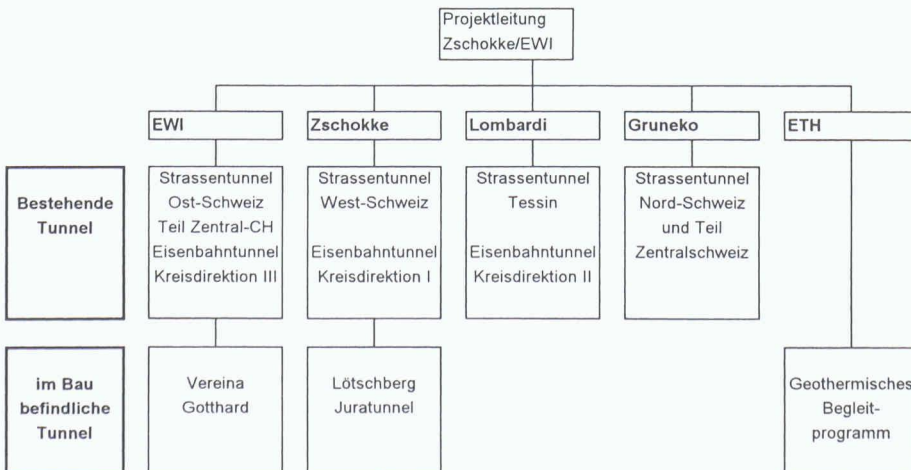 Projektleitung
Zschokke/EWI
EWI
Zschokke
Lombardi
Gruneko
ETH
Bestehende
Tunnel
Strassentunnel
Ost-Schweiz
Teil Zentral-CH
Eisenbahntunnel
Kreisdirektion III
Strassentunnel
West-Schweiz
Eisenbahntunnel
Kreisdirektion I
Strassentunnel
Tessin
Eisenbahntunnel
Kreisdirektion II
Strassentunnel
Nord-Schweiz
und Teil
Zentralschweiz
im Bau
befindliche
Tunnel
Vereina
Gotthard
Lötschberg
Juratunnel
Geothermisches
Begleit-
programm